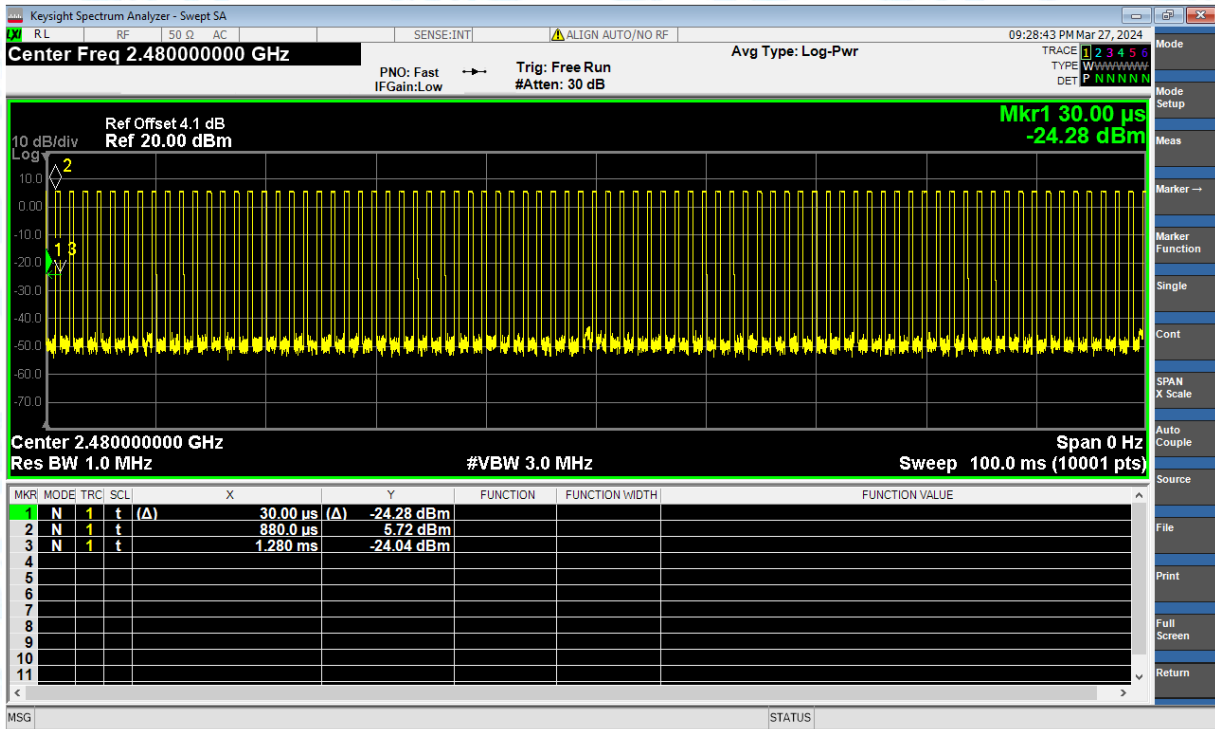 Keysight Spectrum Analyzer - Swept SA
LXI RL RF 50 Ω AC SENSE:INT ALIGN AUTO/NO RF 09:28:43 PM Mar 27, 2024
Center Freq 2.480000000 GHz
PNO: Fast
IFGain:Low
Trig: Free Run
#Atten: 30 dB
Avg Type: Log-Pwr
TRACE 1 2 3 4 5 6
TYPE WWWWWWW
DET P N N N N N
Mkr1 30.00 µs
-24.28 dBm
Ref Offset 4.1 dB
10 dB/div Ref 20.00 dBm
Log
10.0
0.00
-10.0
-20.0
-30.0
-40.0
-50.0
-60.0
-70.0
2
1 3
Center 2.480000000 GHz Span 0 Hz
Res BW 1.0 MHz #VBW 3.0 MHz Sweep 100.0 ms (10001 pts)
MKR MODE TRC SCL X Y FUNCTION FUNCTION WIDTH FUNCTION VALUE
1 N 1 t (Δ) 30.00 µs (Δ) -24.28 dBm
2 N 1 t 880.0 µs 5.72 dBm
3 N 1 t 1.280 ms -24.04 dBm
4
5
6
7
8
9
10
11
MSG STATUS
Mode
Mode
Setup
Meas
Marker→
Marker
Function
Single
Cont
SPAN
X Scale
Auto
Couple
Source
File
Print
Full
Screen
Return